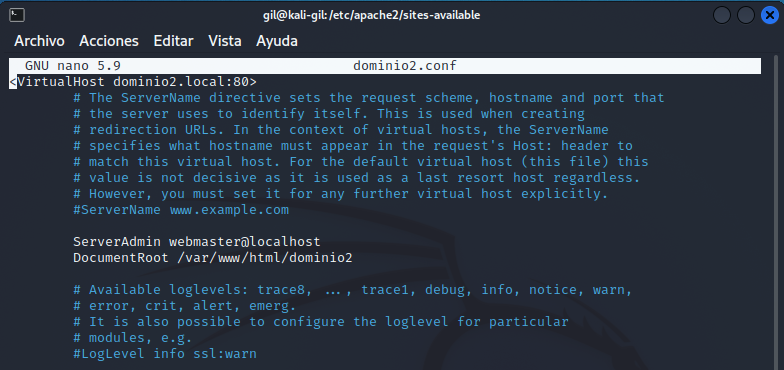 gil@kali-gil:/etc/apache2/sites-available
Archivo Acciones Editar Vista Ayuda
GNU nano 5.9 dominio2.conf
<VirtualHost dominio2.local:80>
# The ServerName directive sets the request scheme, hostname and port that
# the server uses to identify itself. This is used when creating
# redirection URLs. In the context of virtual hosts, the ServerName
# specifies what hostname must appear in the request's Host: header to
# match this virtual host. For the default virtual host (this file) this
# value is not decisive as it is used as a last resort host regardless.
# However, you must set it for any further virtual host explicitly.
#ServerName www.example.com
ServerAdmin webmaster@localhost
DocumentRoot /var/www/html/dominio2
# Available loglevels: trace8, ..., trace1, debug, info, notice, warn,
# error, crit, alert, emerg.
# It is also possible to configure the loglevel for particular
# modules, e.g.
#LogLevel info ssl:warn